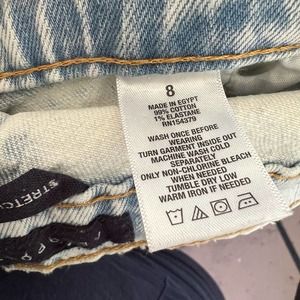 8
MADE IN EGYPT
99% COTTON
1% ELASTANE
RN154379
WASH ONCE BEFORE
WEARING
TURN GARMENT INSIDE OUT
MACHINE WASH COLD
SEPARATELY
ONLY NON-CHLORINE BLEACH
WHEN NEEDED
TUMBLE DRY LOW
WARM IRON IF NEEDED
STRETCH